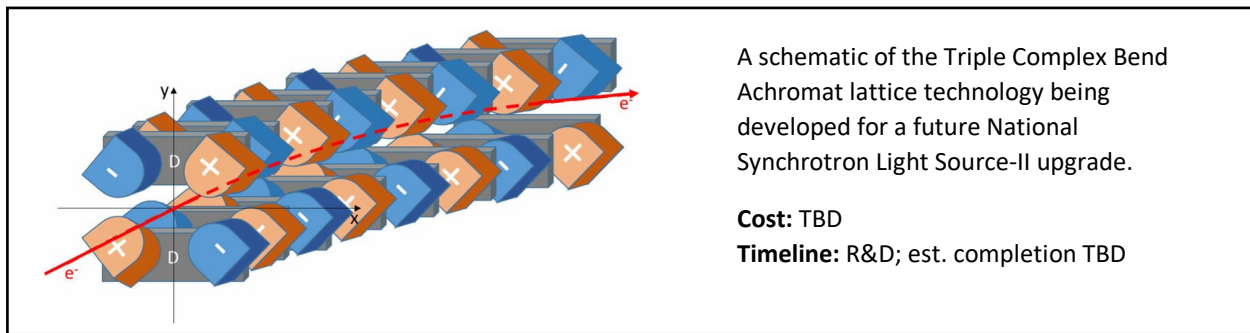 A schematic of the Triple Complex Bend
Achromat lattice technology being
developed for a future National
Synchrotron Light Source-II upgrade.
Cost: TBD
Timeline: R&D; est. completion TBD
y
x
e-
e-
D
D
-
+
+
+
+
-
+
-
+
-
-
+
-
+
-
+
-
+